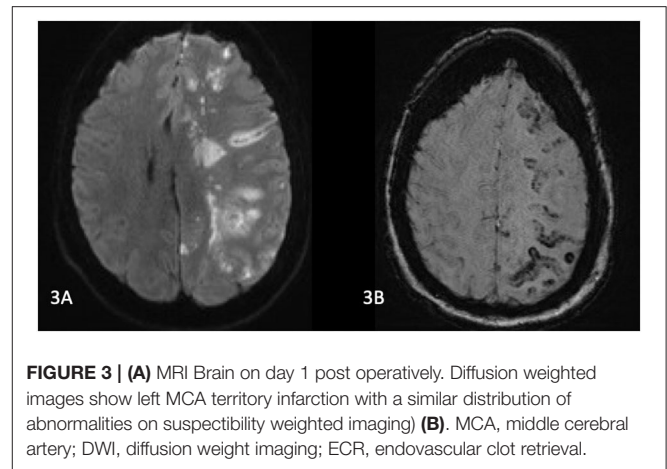 3A
3B
FIGURE 3 | (A) MRI Brain on day 1 post operatively. Diffusion weighted
images show left MCA territory infarction with a similar distribution of
abnormalities on suspectibility weighted imaging) (B). MCA, middle cerebral
artery; DWI, diffusion weight imaging; ECR, endovascular clot retrieval.